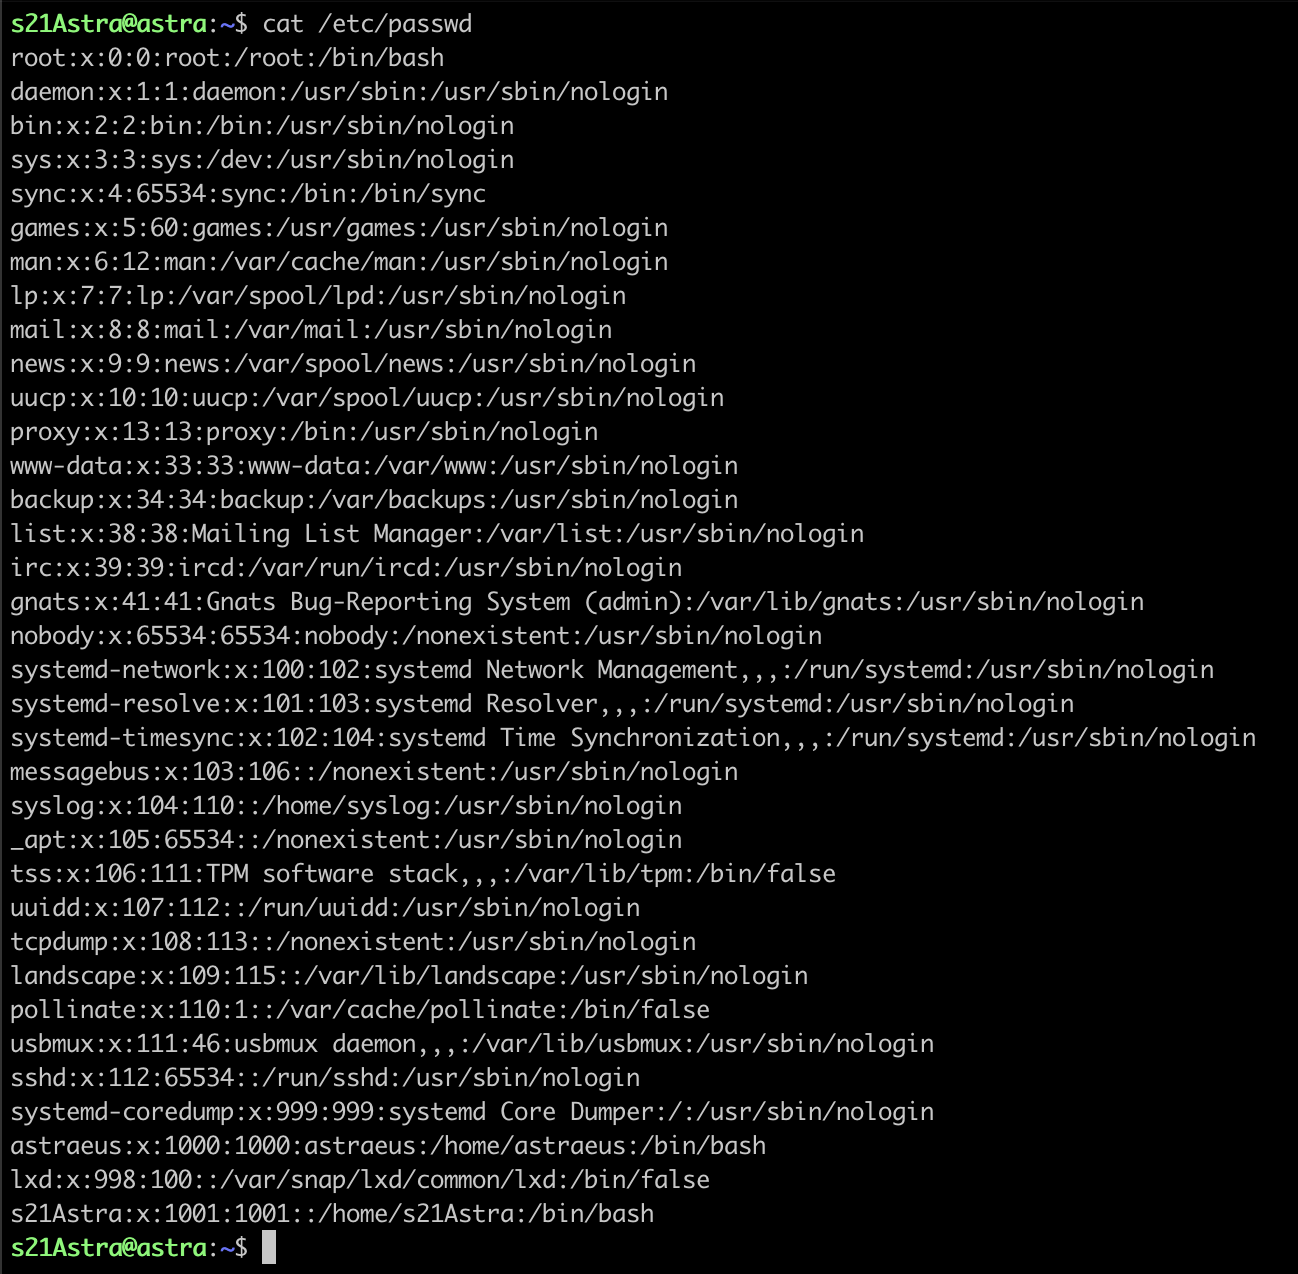 s21Astra@astra:~$ cat /etc/passwd
root:x:0:0:root:/root:/bin/bash
daemon:x:1:1:daemon:/usr/sbin:/usr/sbin/nologin
bin:x:2:2:bin:/bin:/usr/sbin/nologin
sys:x:3:3:sys:/dev:/usr/sbin/nologin
sync:x:4:65534:sync:/bin:/bin/sync
games:x:5:60:games:/usr/games:/usr/sbin/nologin
man:x:6:12:man:/var/cache/man:/usr/sbin/nologin
lp:x:7:7:lp:/var/spool/lpd:/usr/sbin/nologin
mail:x:8:8:mail:/var/mail:/usr/sbin/nologin
news:x:9:9:news:/var/spool/news:/usr/sbin/nologin
uucp:x:10:10:uucp:/var/spool/uucp:/usr/sbin/nologin
proxy:x:13:13:proxy:/bin:/usr/sbin/nologin
www-data:x:33:33:www-data:/var/www:/usr/sbin/nologin
backup:x:34:34:backup:/var/backups:/usr/sbin/nologin
list:x:38:38:Mailing List Manager:/var/list:/usr/sbin/nologin
irc:x:39:39:ircd:/var/run/ircd:/usr/sbin/nologin
gnats:x:41:41:Gnats Bug-Reporting System (admin):/var/lib/gnats:/usr/sbin/nologin
nobody:x:65534:65534:nobody:/nonexistent:/usr/sbin/nologin
systemd-network:x:100:102:systemd Network Management,,,:/run/systemd:/usr/sbin/nologin
systemd-resolve:x:101:103:systemd Resolver,,,:/run/systemd:/usr/sbin/nologin
systemd-timesync:x:102:104:systemd Time Synchronization,,,:/run/systemd:/usr/sbin/nologin
messagebus:x:103:106::/nonexistent:/usr/sbin/nologin
syslog:x:104:110::/home/syslog:/usr/sbin/nologin
_apt:x:105:65534::/nonexistent:/usr/sbin/nologin
tss:x:106:111:TPM software stack,,,:/var/lib/tpm:/bin/false
uuidd:x:107:112::/run/uuidd:/usr/sbin/nologin
tcpdump:x:108:113::/nonexistent:/usr/sbin/nologin
landscape:x:109:115::/var/lib/landscape:/usr/sbin/nologin
pollinate:x:110:1::/var/cache/pollinate:/bin/false
usbmux:x:111:46:usbmux daemon,,,:/var/lib/usbmux:/usr/sbin/nologin
sshd:x:112:65534::/run/sshd:/usr/sbin/nologin
systemd-coredump:x:999:999:systemd Core Dumper:/:/usr/sbin/nologin
astraeus:x:1000:1000:astraeus:/home/astraeus:/bin/bash
lxd:x:998:100::/var/snap/lxd/common/lxd:/bin/false
s21Astra:x:1001:1001::/home/s21Astra:/bin/bash
s21Astra@astra:~$